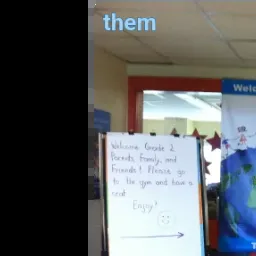 them
Welcome Grade 2
Parents, Family, and
Friends! Please go
to the gym and have a
seat.
Enjoy!
Welc
T